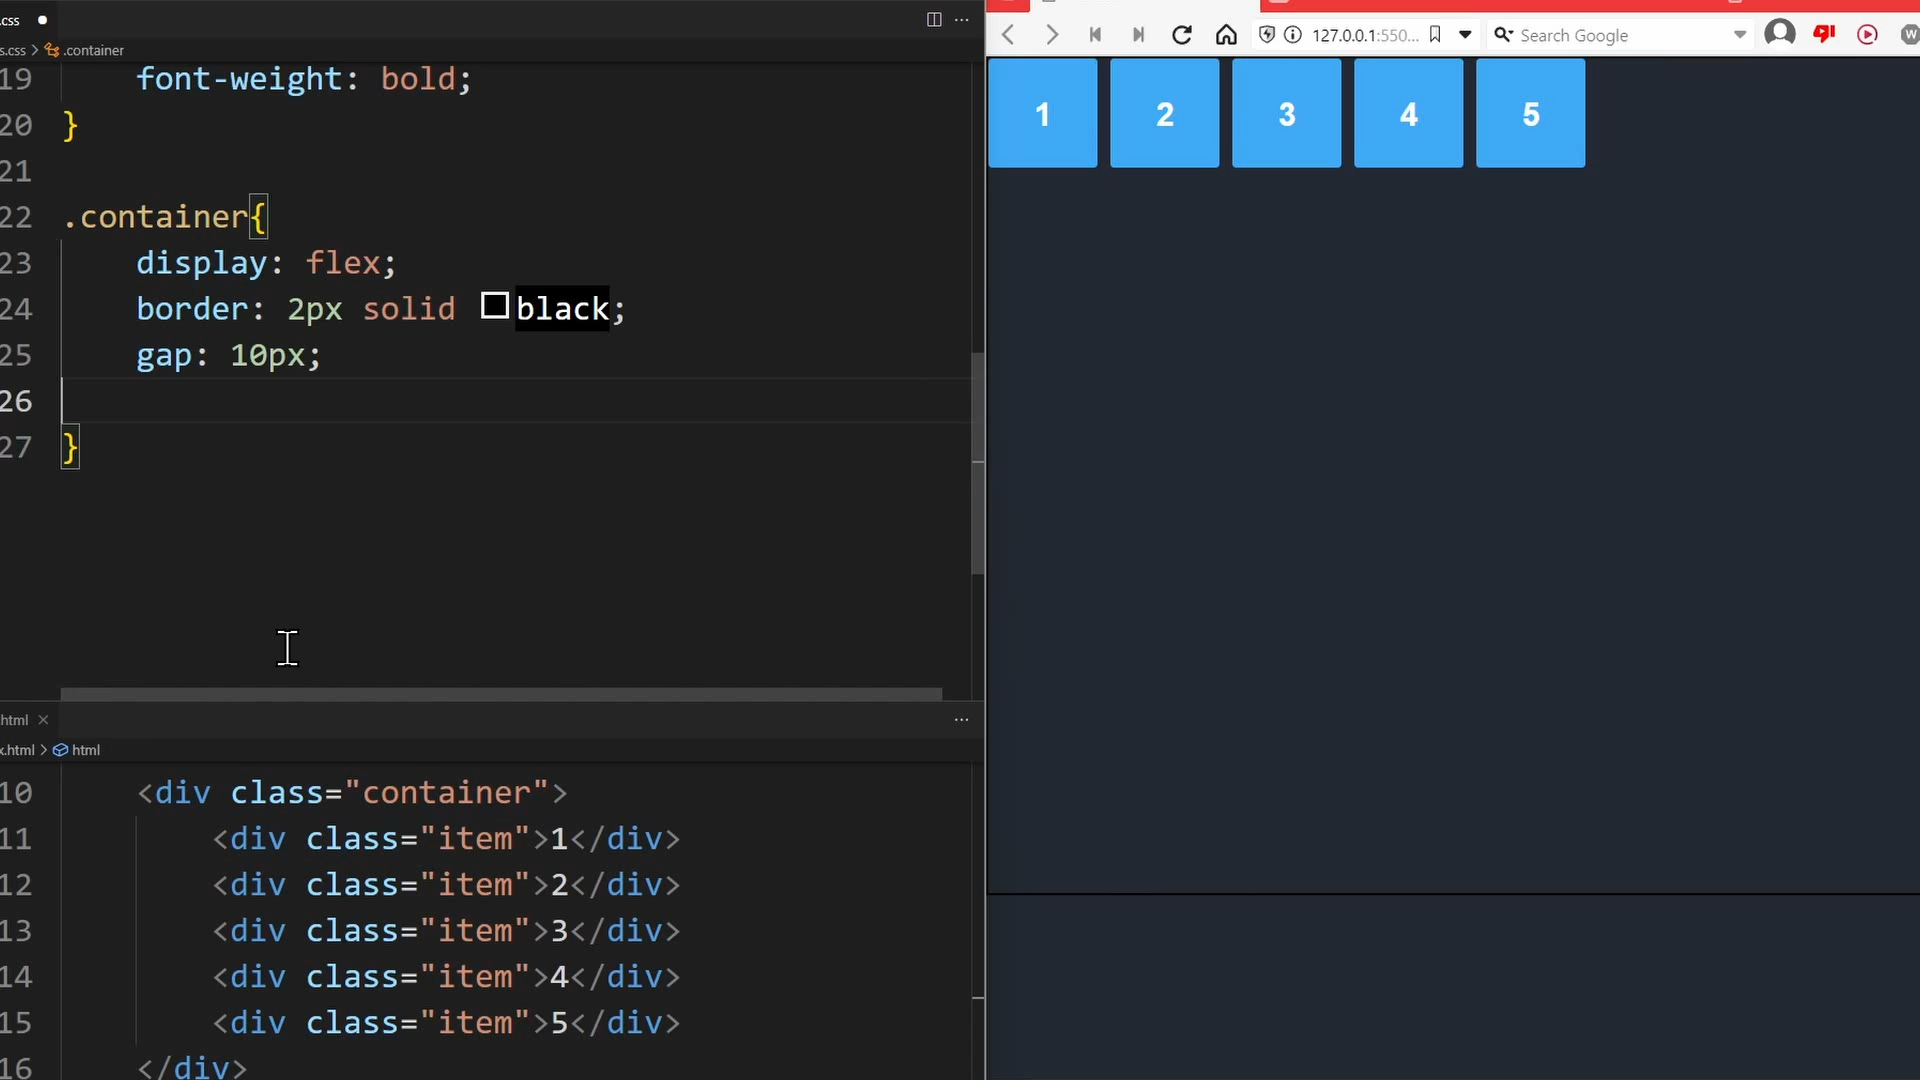 .css
s.css > .container
19 font-weight: bold;
20 }
21
22 .container{
23 display: flex;
24 border: 2px solid black;
25 gap: 10px;
26
27 }
html
x.html > html
10 <div class="container">
11 <div class="item">1</div>
12 <div class="item">2</div>
13 <div class="item">3</div>
14 <div class="item">4</div>
15 <div class="item">5</div>
16 </div>
127.0.0.1:550...
Search Google
W
1 2 3 4 5